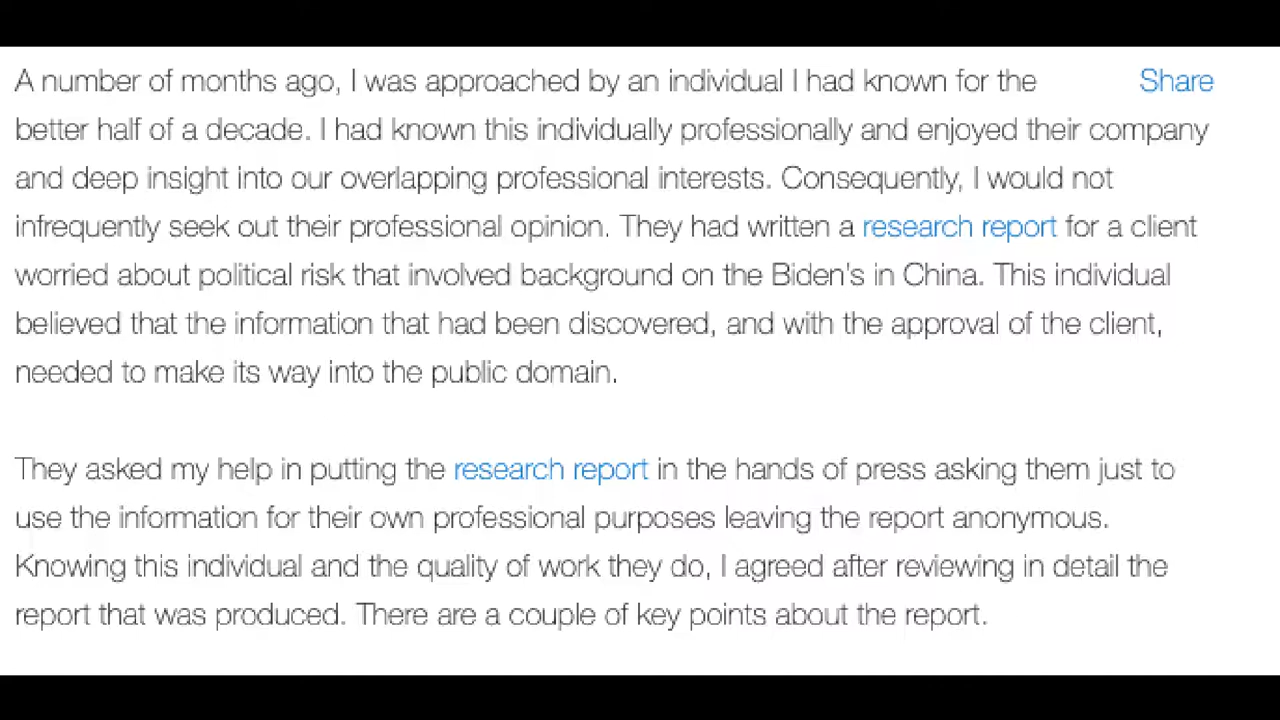 A number of months ago, I was approached by an individual I had known for the Share
better half of a decade. I had known this individually professionally and enjoyed their company
and deep insight into our overlapping professional interests. Consequently, I would not
infrequently seek out their professional opinion. They had written a research report for a client
worried about political risk that involved background on the Biden's in China. This individual
believed that the information that had been discovered, and with the approval of the client,
needed to make its way into the public domain.
They asked my help in putting the research report in the hands of press asking them just to
use the information for their own professional purposes leaving the report anonymous.
Knowing this individual and the quality of work they do, I agreed after reviewing in detail the
report that was produced. There are a couple of key points about the report.